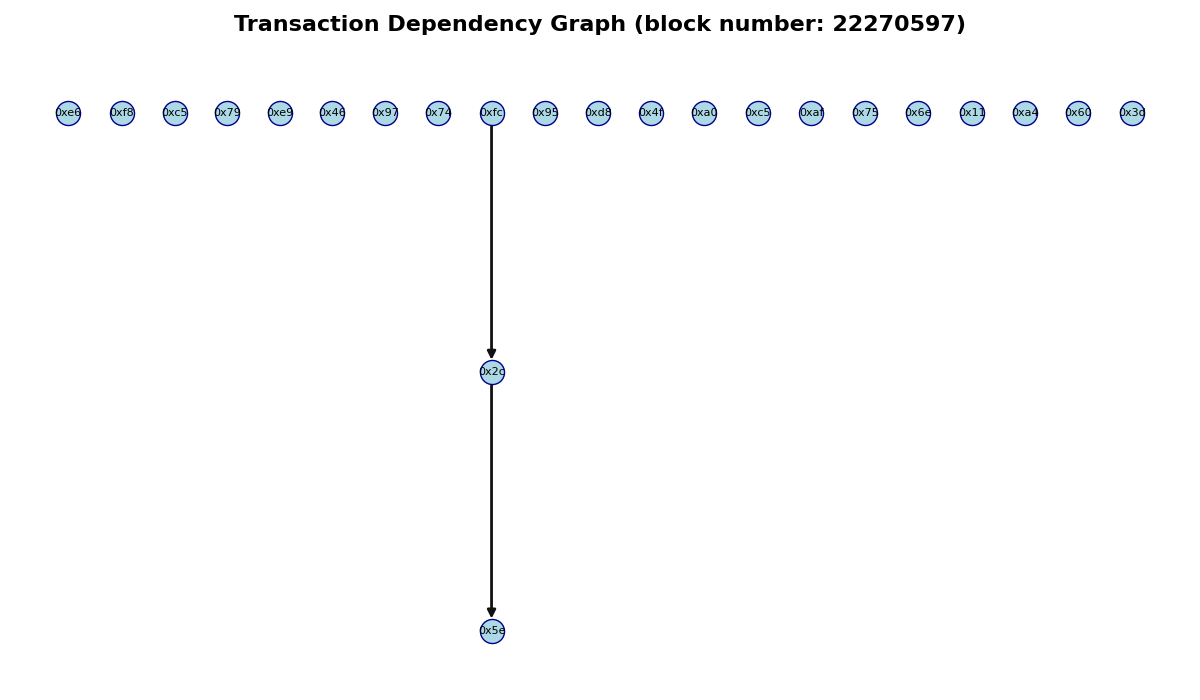 Transaction Dependency Graph (block number: 22270597)
0xe6 0xf8 0xc5 0x79 0xe9 0x46 0x97 0x74 0xfc 0x95 0xd8 0x4f 0xa0 0xc5 0xaf 0x75 0x6e 0x11 0xa4 0x60 0x3d
0x2c
0x5e